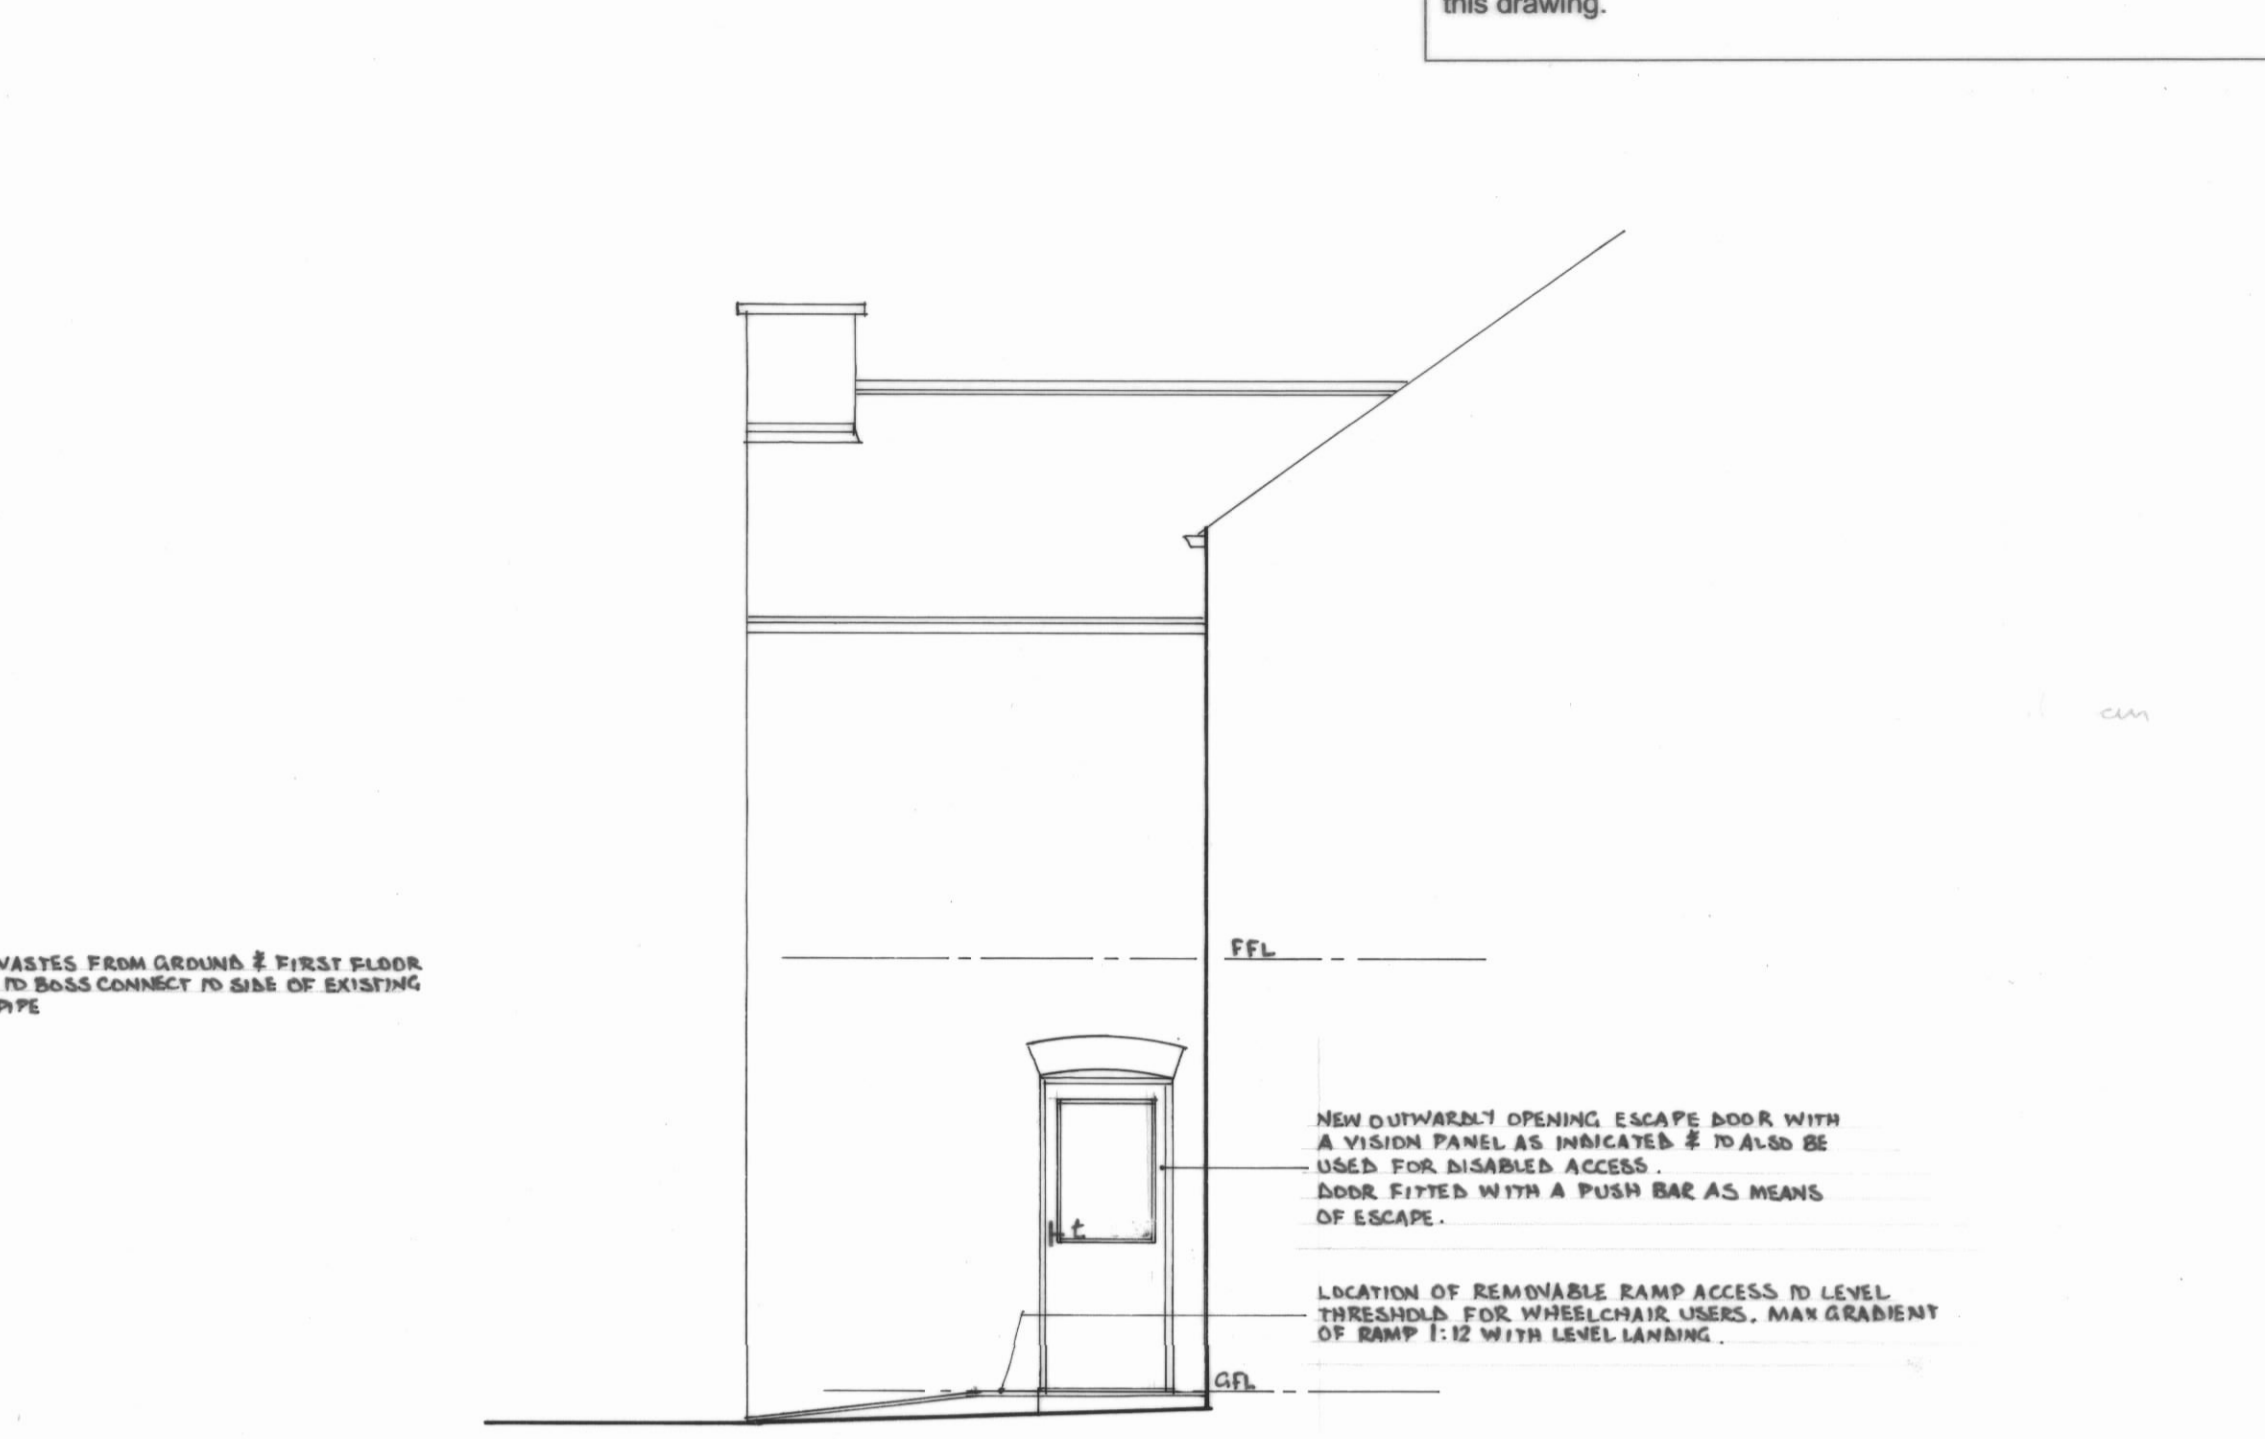 this drawing.
WASTES FROM GROUND & FIRST FLOOR
TO BOSS CONNECT TO SIDE OF EXISTING
PIPE
FFL
NEW OUTWARDLY OPENING ESCAPE DOOR WITH
A VISION PANEL AS INDICATED & TO ALSO BE
USED FOR DISABLED ACCESS.
DOOR FITTED WITH A PUSH BAR AS MEANS
OF ESCAPE.
t
LOCATION OF REMOVABLE RAMP ACCESS TO LEVEL
THRESHOLD FOR WHEELCHAIR USERS. MAX GRADIENT
OF RAMP 1:12 WITH LEVEL LANDING.
GFL